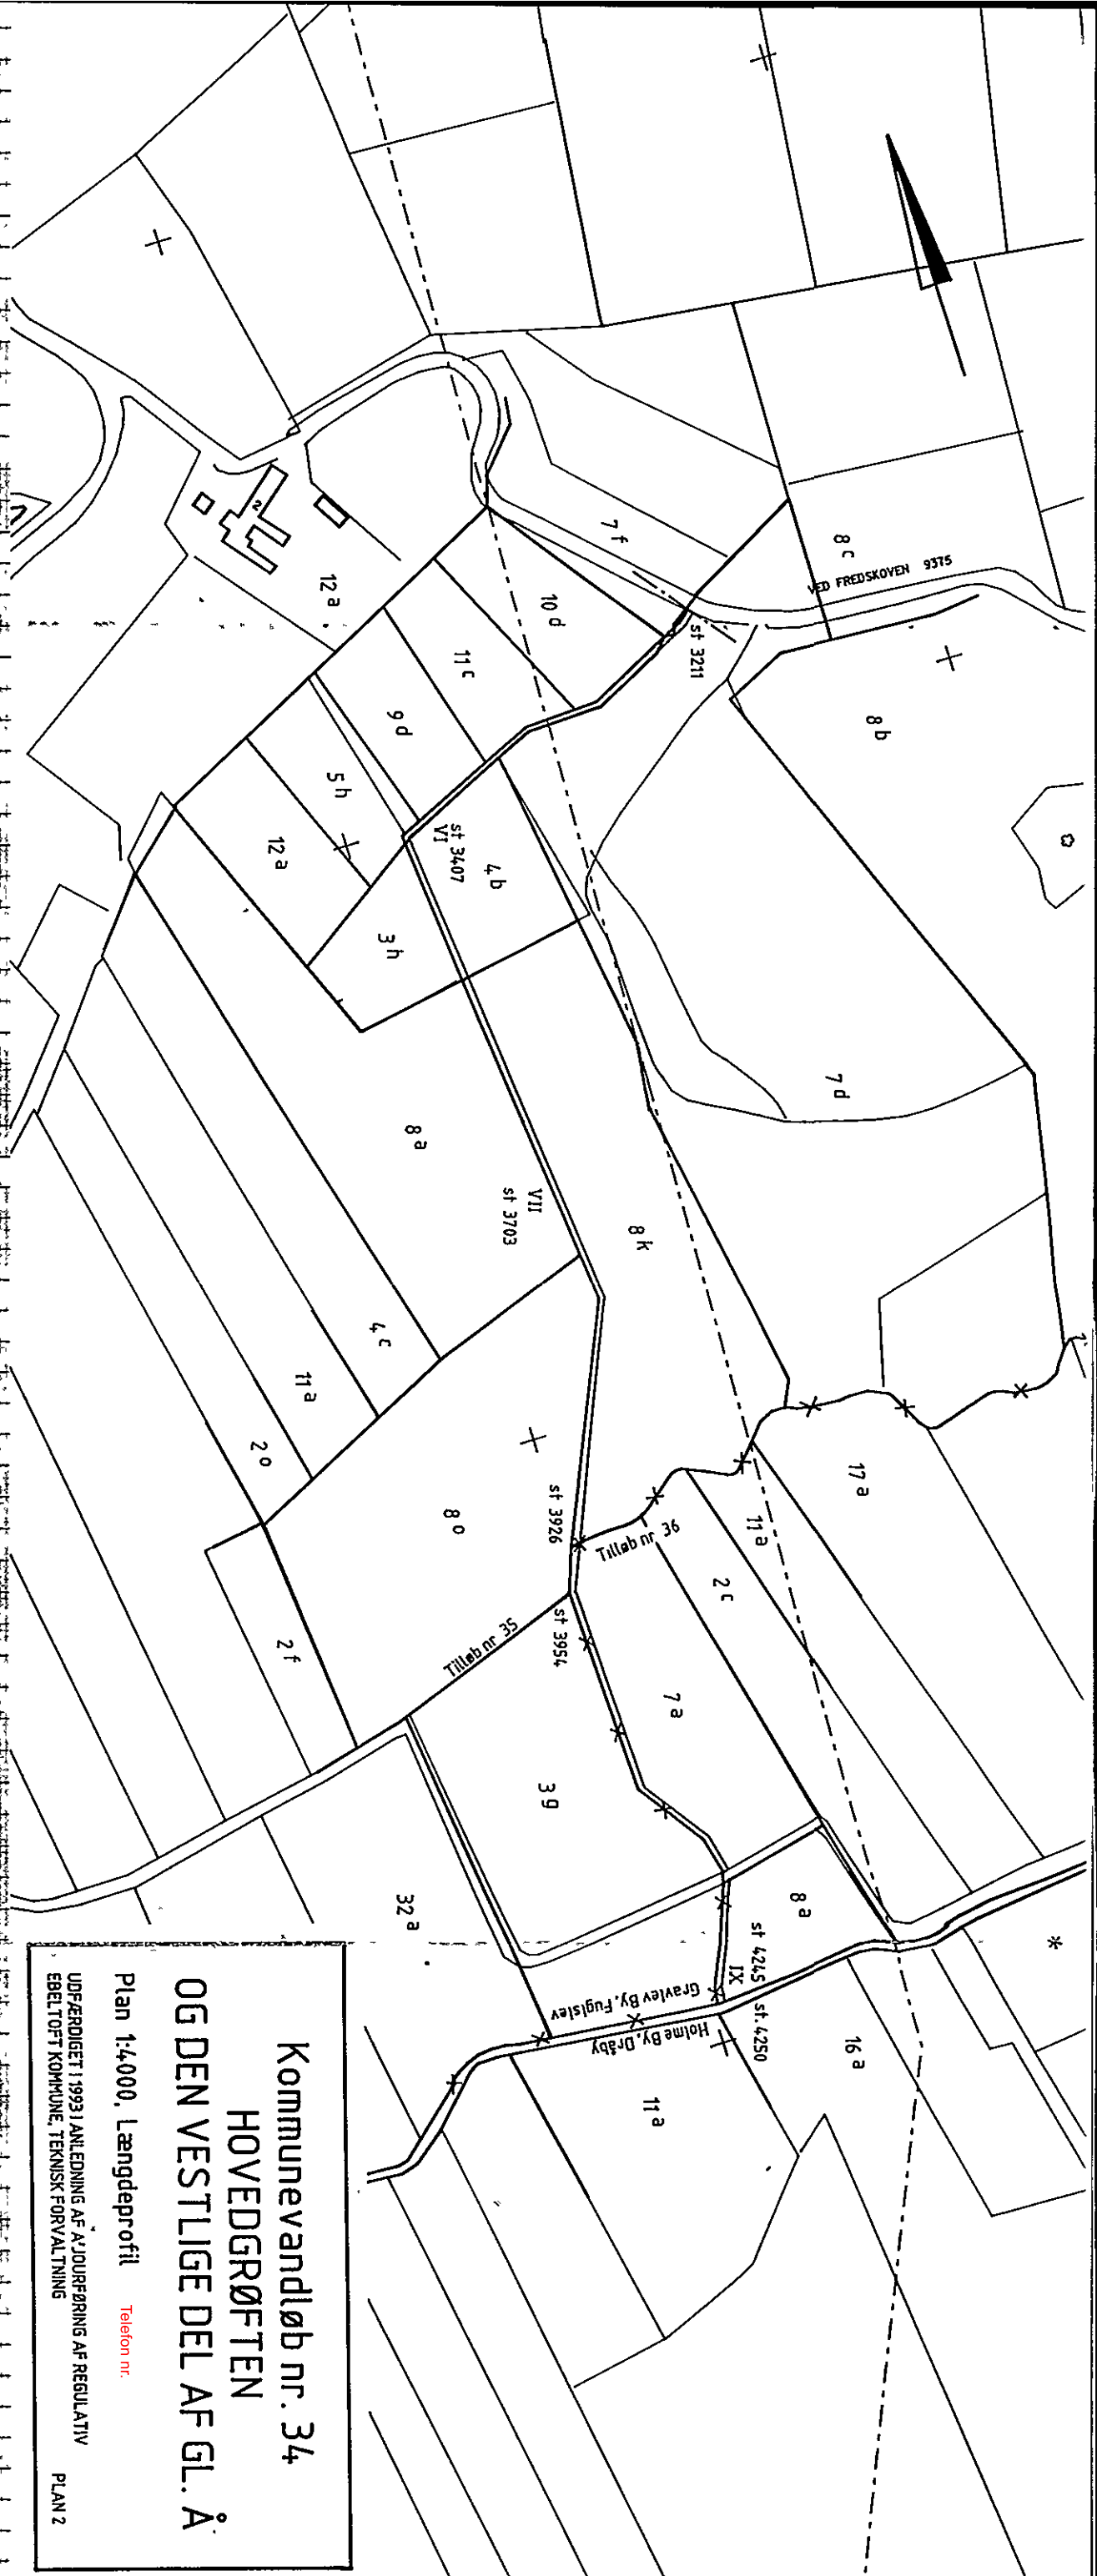 7 f
8 c
VED FREDSKOVEN 9375
10 d
st 3211
8 b
2
12 a
11 c
9 d
5 h
12 a
st 3407
VI
4 b
3 h
7 d
8 a
VII
st 3703
8 k
4 c
11 a
2 o
8 o
st 3926
Tilløb nr 36
17 a
11 a
2 c
st 3954
Tilløb nr 35
2 f
7 a
3 g
32 a
8 a
st 4245
IX
st. 4250
Gravlev By, Fuglslev
Holme By, Dråby
16 a
11 a
Kommunevandløb nr. 34
HOVEDGRØFTEN
OG DEN VESTLIGE DEL AF GL. Å
Plan 1:4000, Længdeprofil
Telefon nr.
UDFÆRDIGET I 1993 I ANLEDNING AF A'JOURFØRING AF REGULATIV
EBELTOFT KOMMUNE, TEKNISK FORVALTNING
PLAN 2